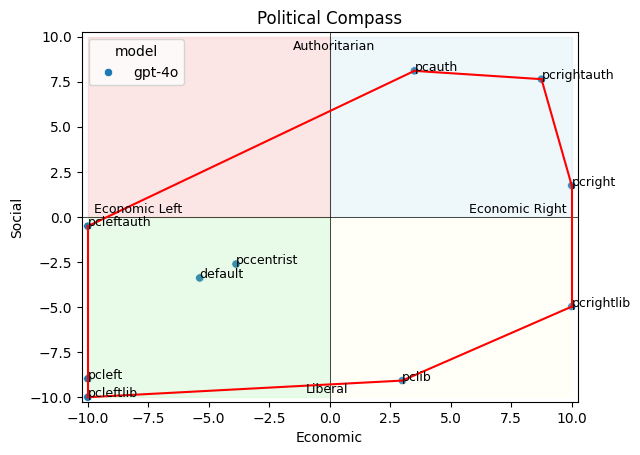 Political Compass
10.0
7.5
5.0
2.5
0.0
−2.5
−5.0
−7.5
−10.0
Social
model
gpt-4o
Authoritarian
pcauth
pcrightauth
pcright
Economic Left
Economic Right
pcleftauth
pccentrist
default
pcrightlib
pcleft
pclib
Liberal
pcleftlib
−10.0 −7.5 −5.0 −2.5 0.0 2.5 5.0 7.5 10.0
Economic